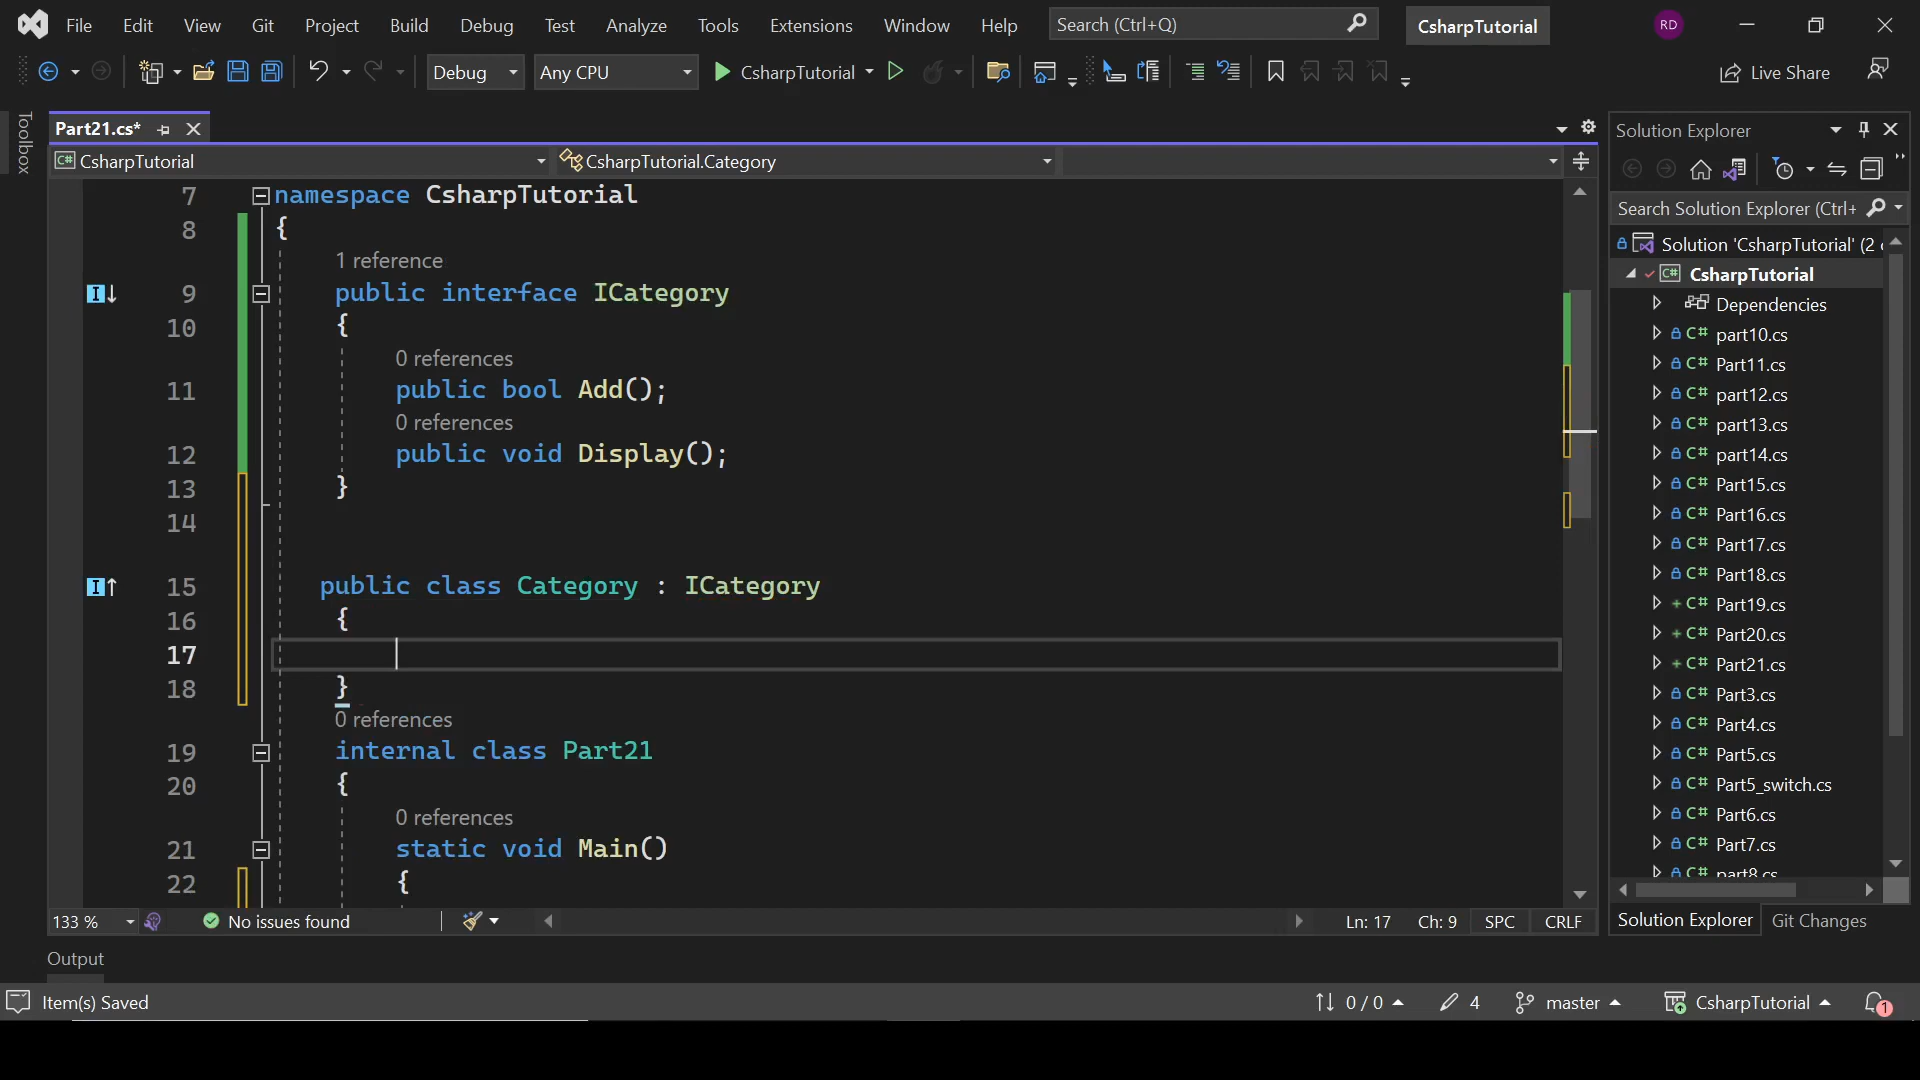 File Edit View Git Project Build Debug Test Analyze Tools Extensions Window Help Search (Ctrl+Q) CsharpTutorial RD
Debug Any CPU CsharpTutorial Live Share
Toolbox
Part21.cs*
CsharpTutorial CsharpTutorial.Category
7 namespace CsharpTutorial
8 {
1 reference
9 public interface ICategory
10 {
0 references
11 public bool Add();
0 references
12 public void Display();
13 }
14
15 public class Category : ICategory
16 {
17
18 }
0 references
19 internal class Part21
20 {
0 references
21 static void Main()
22 {
133 % No issues found Ln: 17 Ch: 9 SPC CRLF
Solution Explorer
Search Solution Explorer (Ctrl+
Solution 'CsharpTutorial' (2
C# CsharpTutorial
Dependencies
C# part10.cs
C# Part11.cs
C# part12.cs
C# part13.cs
C# part14.cs
C# Part15.cs
C# Part16.cs
C# Part17.cs
C# Part18.cs
C# Part19.cs
C# Part20.cs
C# Part21.cs
C# Part3.cs
C# Part4.cs
C# Part5.cs
C# Part5_switch.cs
C# Part6.cs
C# Part7.cs
C# part8.cs
Solution Explorer Git Changes
Output
Item(s) Saved 0 / 0 4 master CsharpTutorial 1